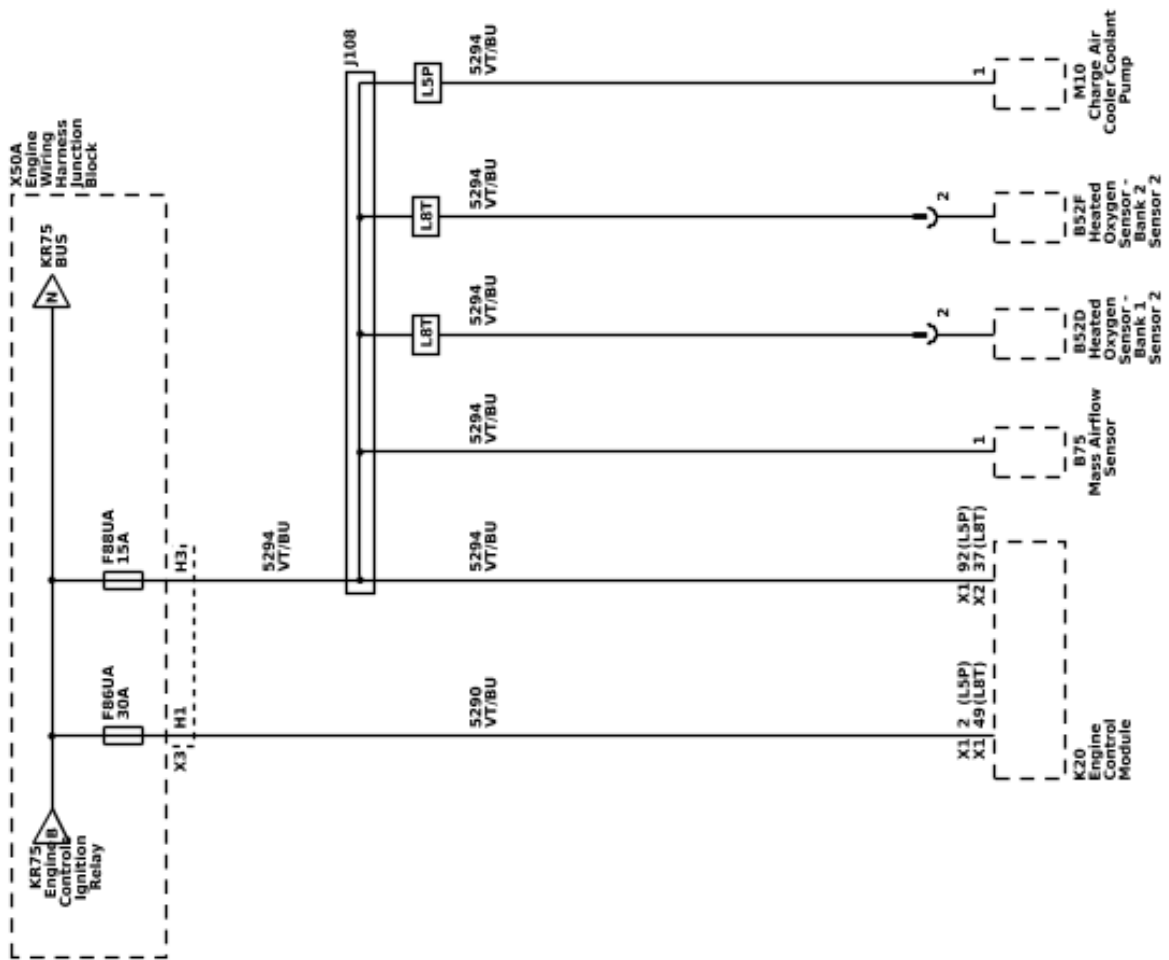 X50A
Engine
Wiring
Harness
Junction
Block
KR75
Engine
Controls
Ignition
Relay
B
N
KR75
BUS
F86UA
30A
F88UA
15A
X3
H1
H3
5294
VT/BU
J108
5290
VT/BU
5294
VT/BU
5294
VT/BU
L8T
5294
VT/BU
L8T
5294
VT/BU
L5P
5294
VT/BU
X1 2 (L5P)
X1 49 (L8T)
X1 92 (L5P)
X2 37 (L8T)
1
2
2
1
K20
Engine
Control
Module
B75
Mass Airflow
Sensor
B52D
Heated
Oxygen
Sensor -
Bank 1
Sensor 2
B52F
Heated
Oxygen
Sensor -
Bank 2
Sensor 2
M10
Charge Air
Cooler Coolant
Pump